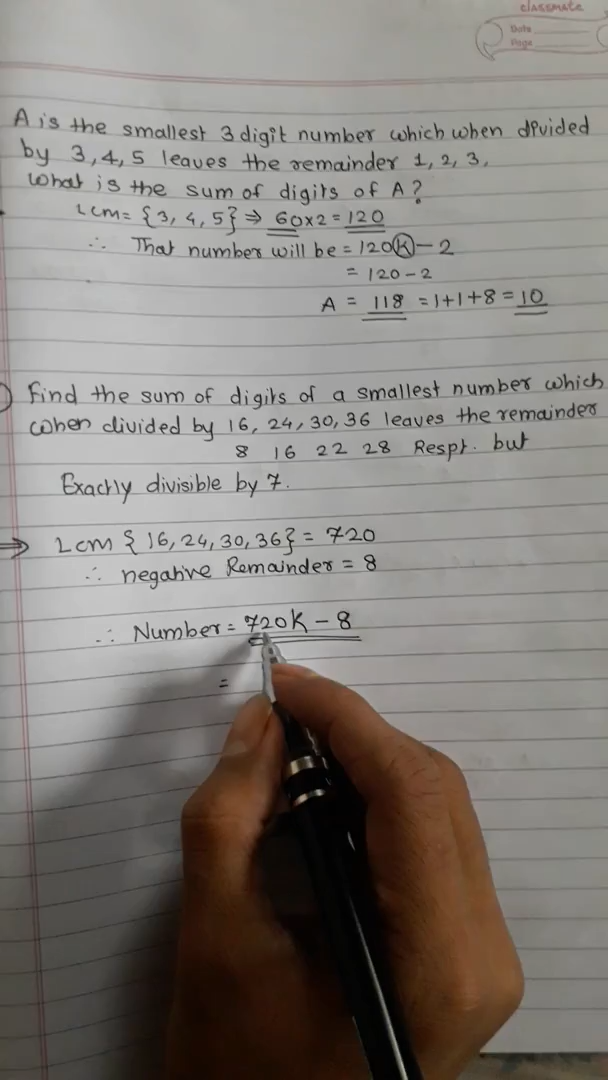 classmate
Date
Page
A is the smallest 3 digit number which when divided
by 3, 4, 5 leaves the remainder 1, 2, 3,
what is the sum of digits of A?
Lcm = {3, 4, 5} ⇒ 60×2 = 120
∴ That number will be = 120K - 2
= 120 - 2
A = 118 = 1+1+8 = 10
Find the sum of digits of a smallest number which
when divided by 16, 24, 30, 36 leaves the remainder
8 16 22 28 Respt. but
Exactly divisible by 7.
⇒ Lcm {16, 24, 30, 36} = 720
∴ negative Remainder = 8
∴ Number = 720K - 8
=